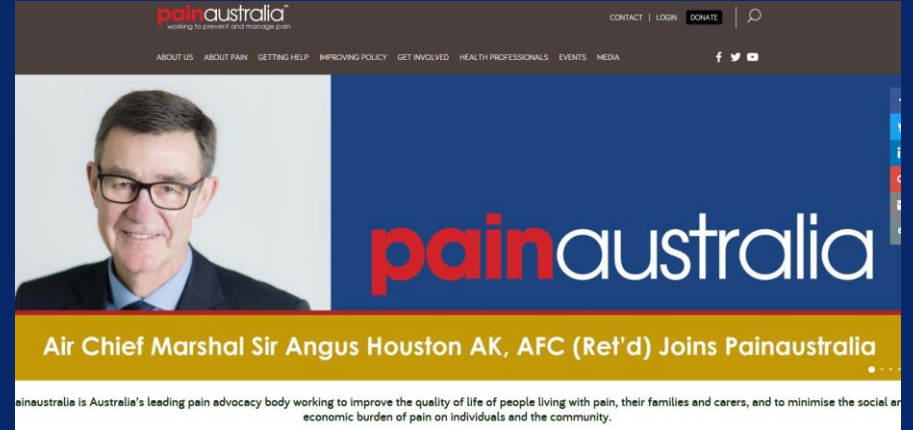 painaustralia™
working to prevent and manage pain
CONTACT | LOGIN DONATE
ABOUT US ABOUT PAIN GETTING HELP IMPROVING POLICY GET INVOLVED HEALTH PROFESSIONALS EVENTS MEDIA
painaustralia
Air Chief Marshal Sir Angus Houston AK, AFC (Ret'd) Joins Painaustralia
ainaustralia is Australia's leading pain advocacy body working to improve the quality of life of people living with pain, their families and carers, and to minimise the social an
economic burden of pain on individuals and the community.